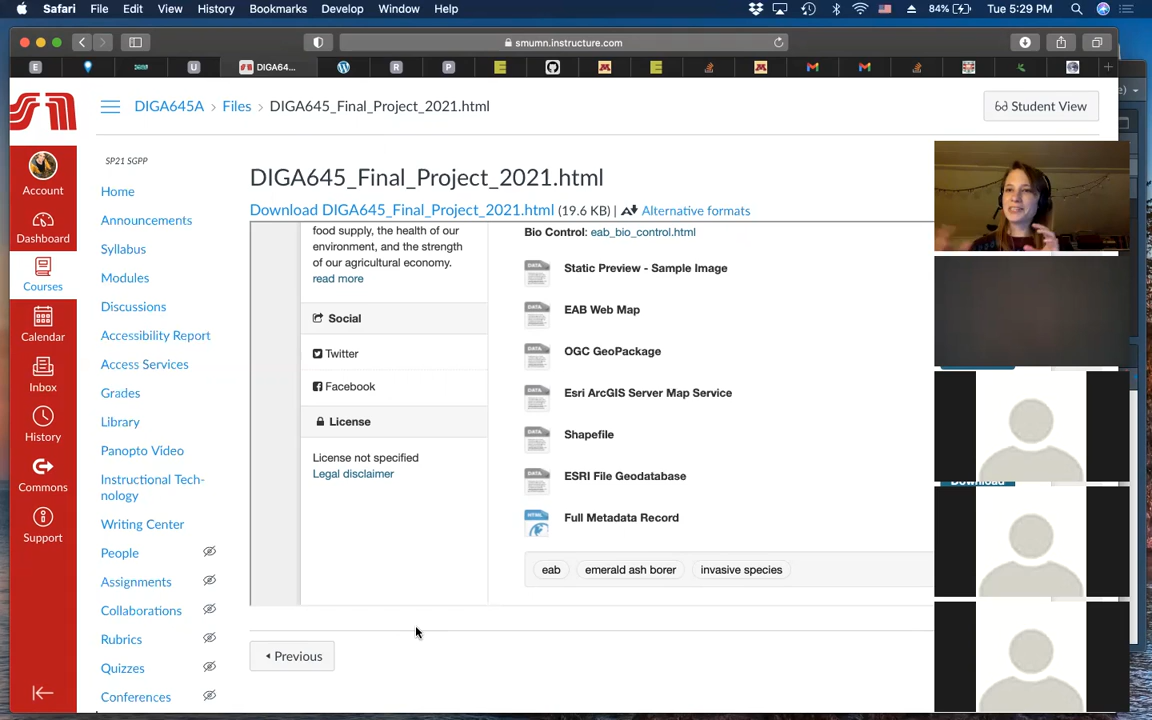 Safari File Edit View History Bookmarks Develop Window Help 84% Tue 5:29 PM
smumn.instructure.com
E U DIGA64... R P
DIGA645A > Files > DIGA645_Final_Project_2021.html
Student View
SP21 SGPP
Account
Dashboard
Courses
Calendar
Inbox
History
Commons
Support
Home
Announcements
Syllabus
Modules
Discussions
Accessibility Report
Access Services
Grades
Library
Panopto Video
Instructional Tech-
nology
Writing Center
People
Assignments
Collaborations
Rubrics
Quizzes
Conferences
DIGA645_Final_Project_2021.html
Download DIGA645_Final_Project_2021.html (19.6 KB) | Alternative formats
food supply, the health of our
environment, and the strength
of our agricultural economy.
read more
Social
Twitter
Facebook
License
License not specified
Legal disclaimer
Bio Control: eab_bio_control.html
Static Preview - Sample Image
EAB Web Map
OGC GeoPackage
Esri ArcGIS Server Map Service
Shapefile
ESRI File Geodatabase
Full Metadata Record
eab emerald ash borer invasive species
Download
Previous